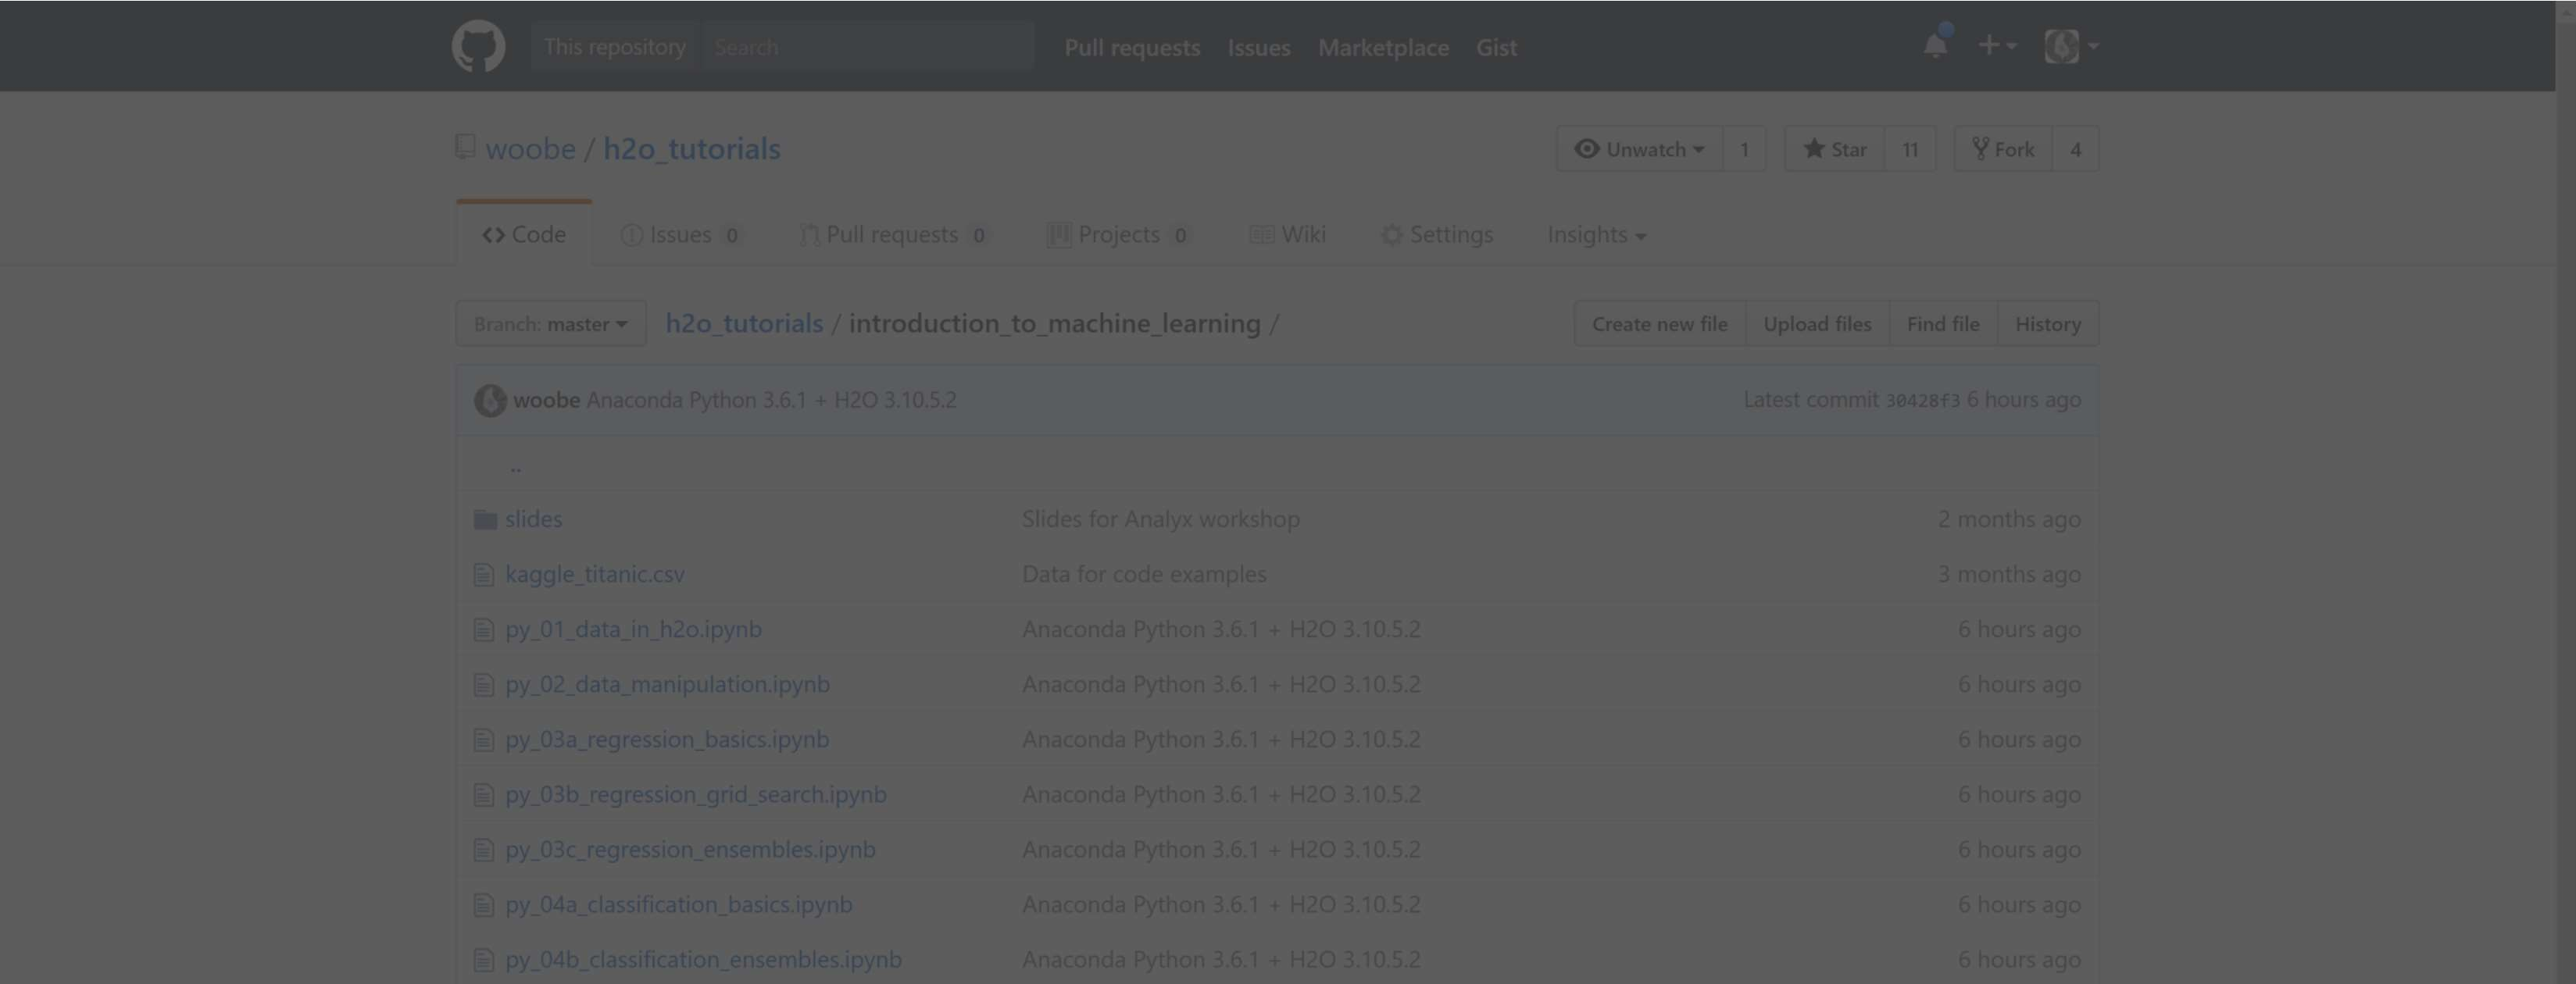 This repository Search Pull requests Issues Marketplace Gist
woobe / h2o_tutorials Unwatch 1 Star 11 Fork 4
<> Code Issues 0 Pull requests 0 Projects 0 Wiki Settings Insights
Branch: master h2o_tutorials / introduction_to_machine_learning / Create new file Upload files Find file History
woobe Anaconda Python 3.6.1 + H2O 3.10.5.2 Latest commit 30428f3 6 hours ago
..
slides Slides for Analyx workshop 2 months ago
kaggle_titanic.csv Data for code examples 3 months ago
py_01_data_in_h2o.ipynb Anaconda Python 3.6.1 + H2O 3.10.5.2 6 hours ago
py_02_data_manipulation.ipynb Anaconda Python 3.6.1 + H2O 3.10.5.2 6 hours ago
py_03a_regression_basics.ipynb Anaconda Python 3.6.1 + H2O 3.10.5.2 6 hours ago
py_03b_regression_grid_search.ipynb Anaconda Python 3.6.1 + H2O 3.10.5.2 6 hours ago
py_03c_regression_ensembles.ipynb Anaconda Python 3.6.1 + H2O 3.10.5.2 6 hours ago
py_04a_classification_basics.ipynb Anaconda Python 3.6.1 + H2O 3.10.5.2 6 hours ago
py_04b_classification_ensembles.ipynb Anaconda Python 3.6.1 + H2O 3.10.5.2 6 hours ago